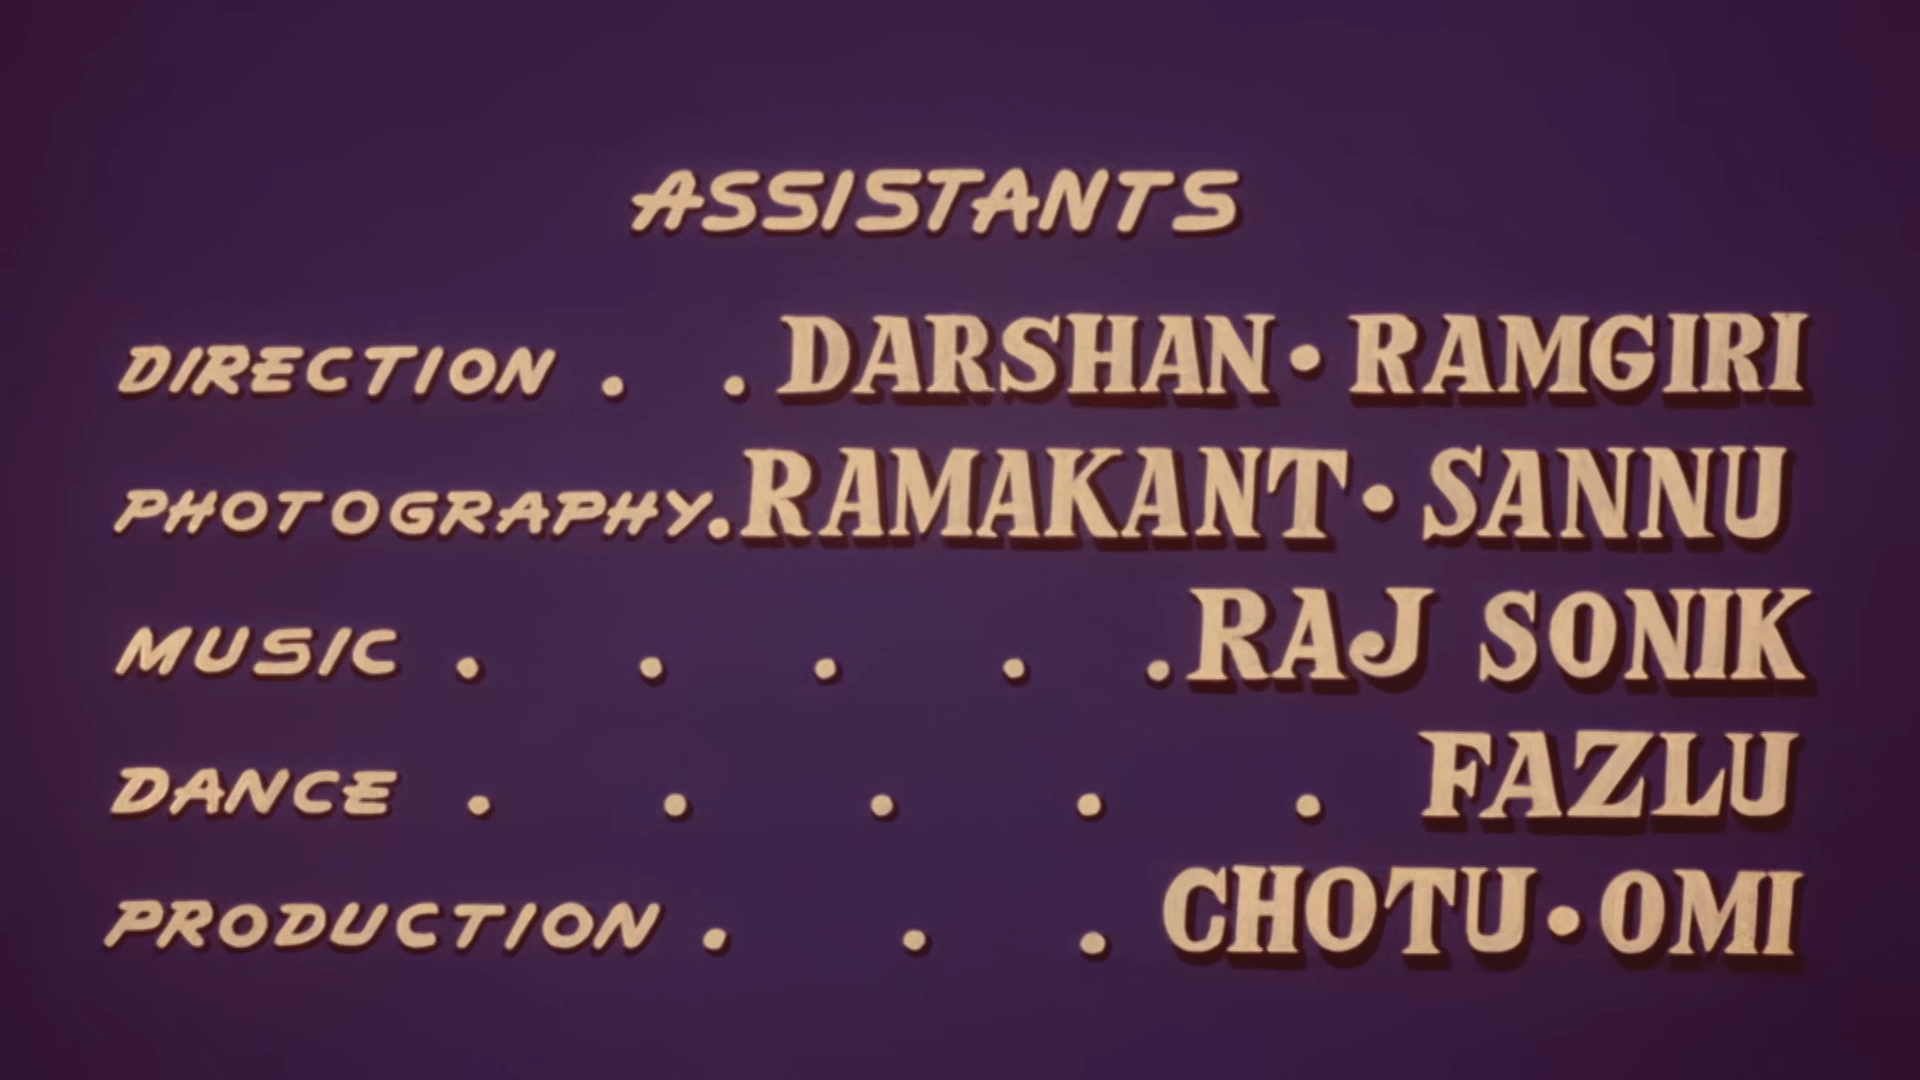 ASSISTANTS
DIRECTION . . DARSHAN • RAMGIRI
PHOTOGRAPHY . RAMAKANT • SANNU
MUSIC . . . . . RAJ SONIK
DANCE . . . . . FAZLU
PRODUCTION . . . CHOTU • OMI